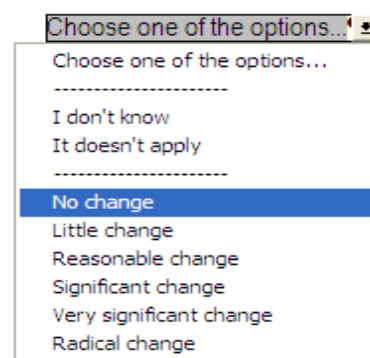 Choose one of the options...
Choose one of the options...
----------------------
I don't know
It doesn't apply
----------------------
No change
Little change
Reasonable change
Significant change
Very significant change
Radical change